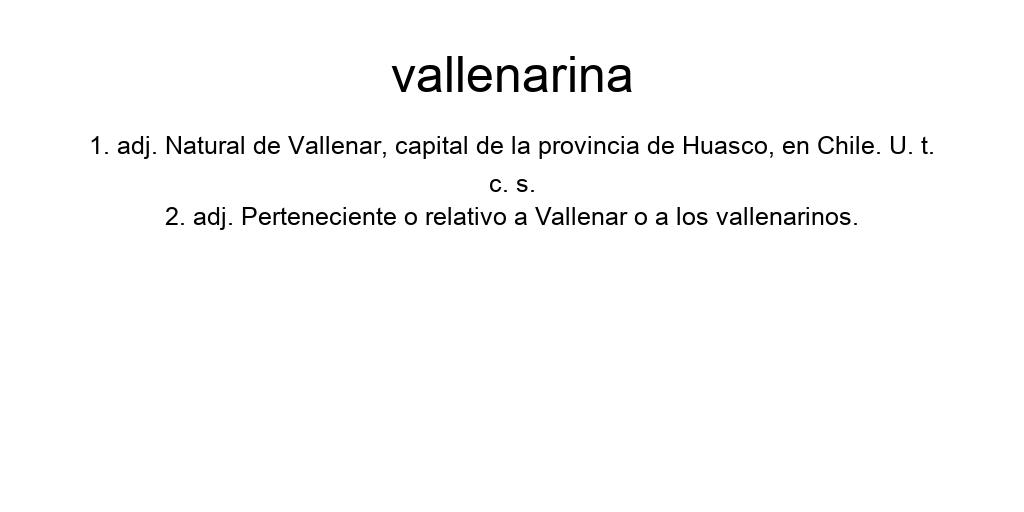 vallenarina
1. adj. Natural de Vallenar, capital de la provincia de Huasco, en Chile. U. t.
c. s.
2. adj. Perteneciente o relativo a Vallenar o a los vallenarinos.